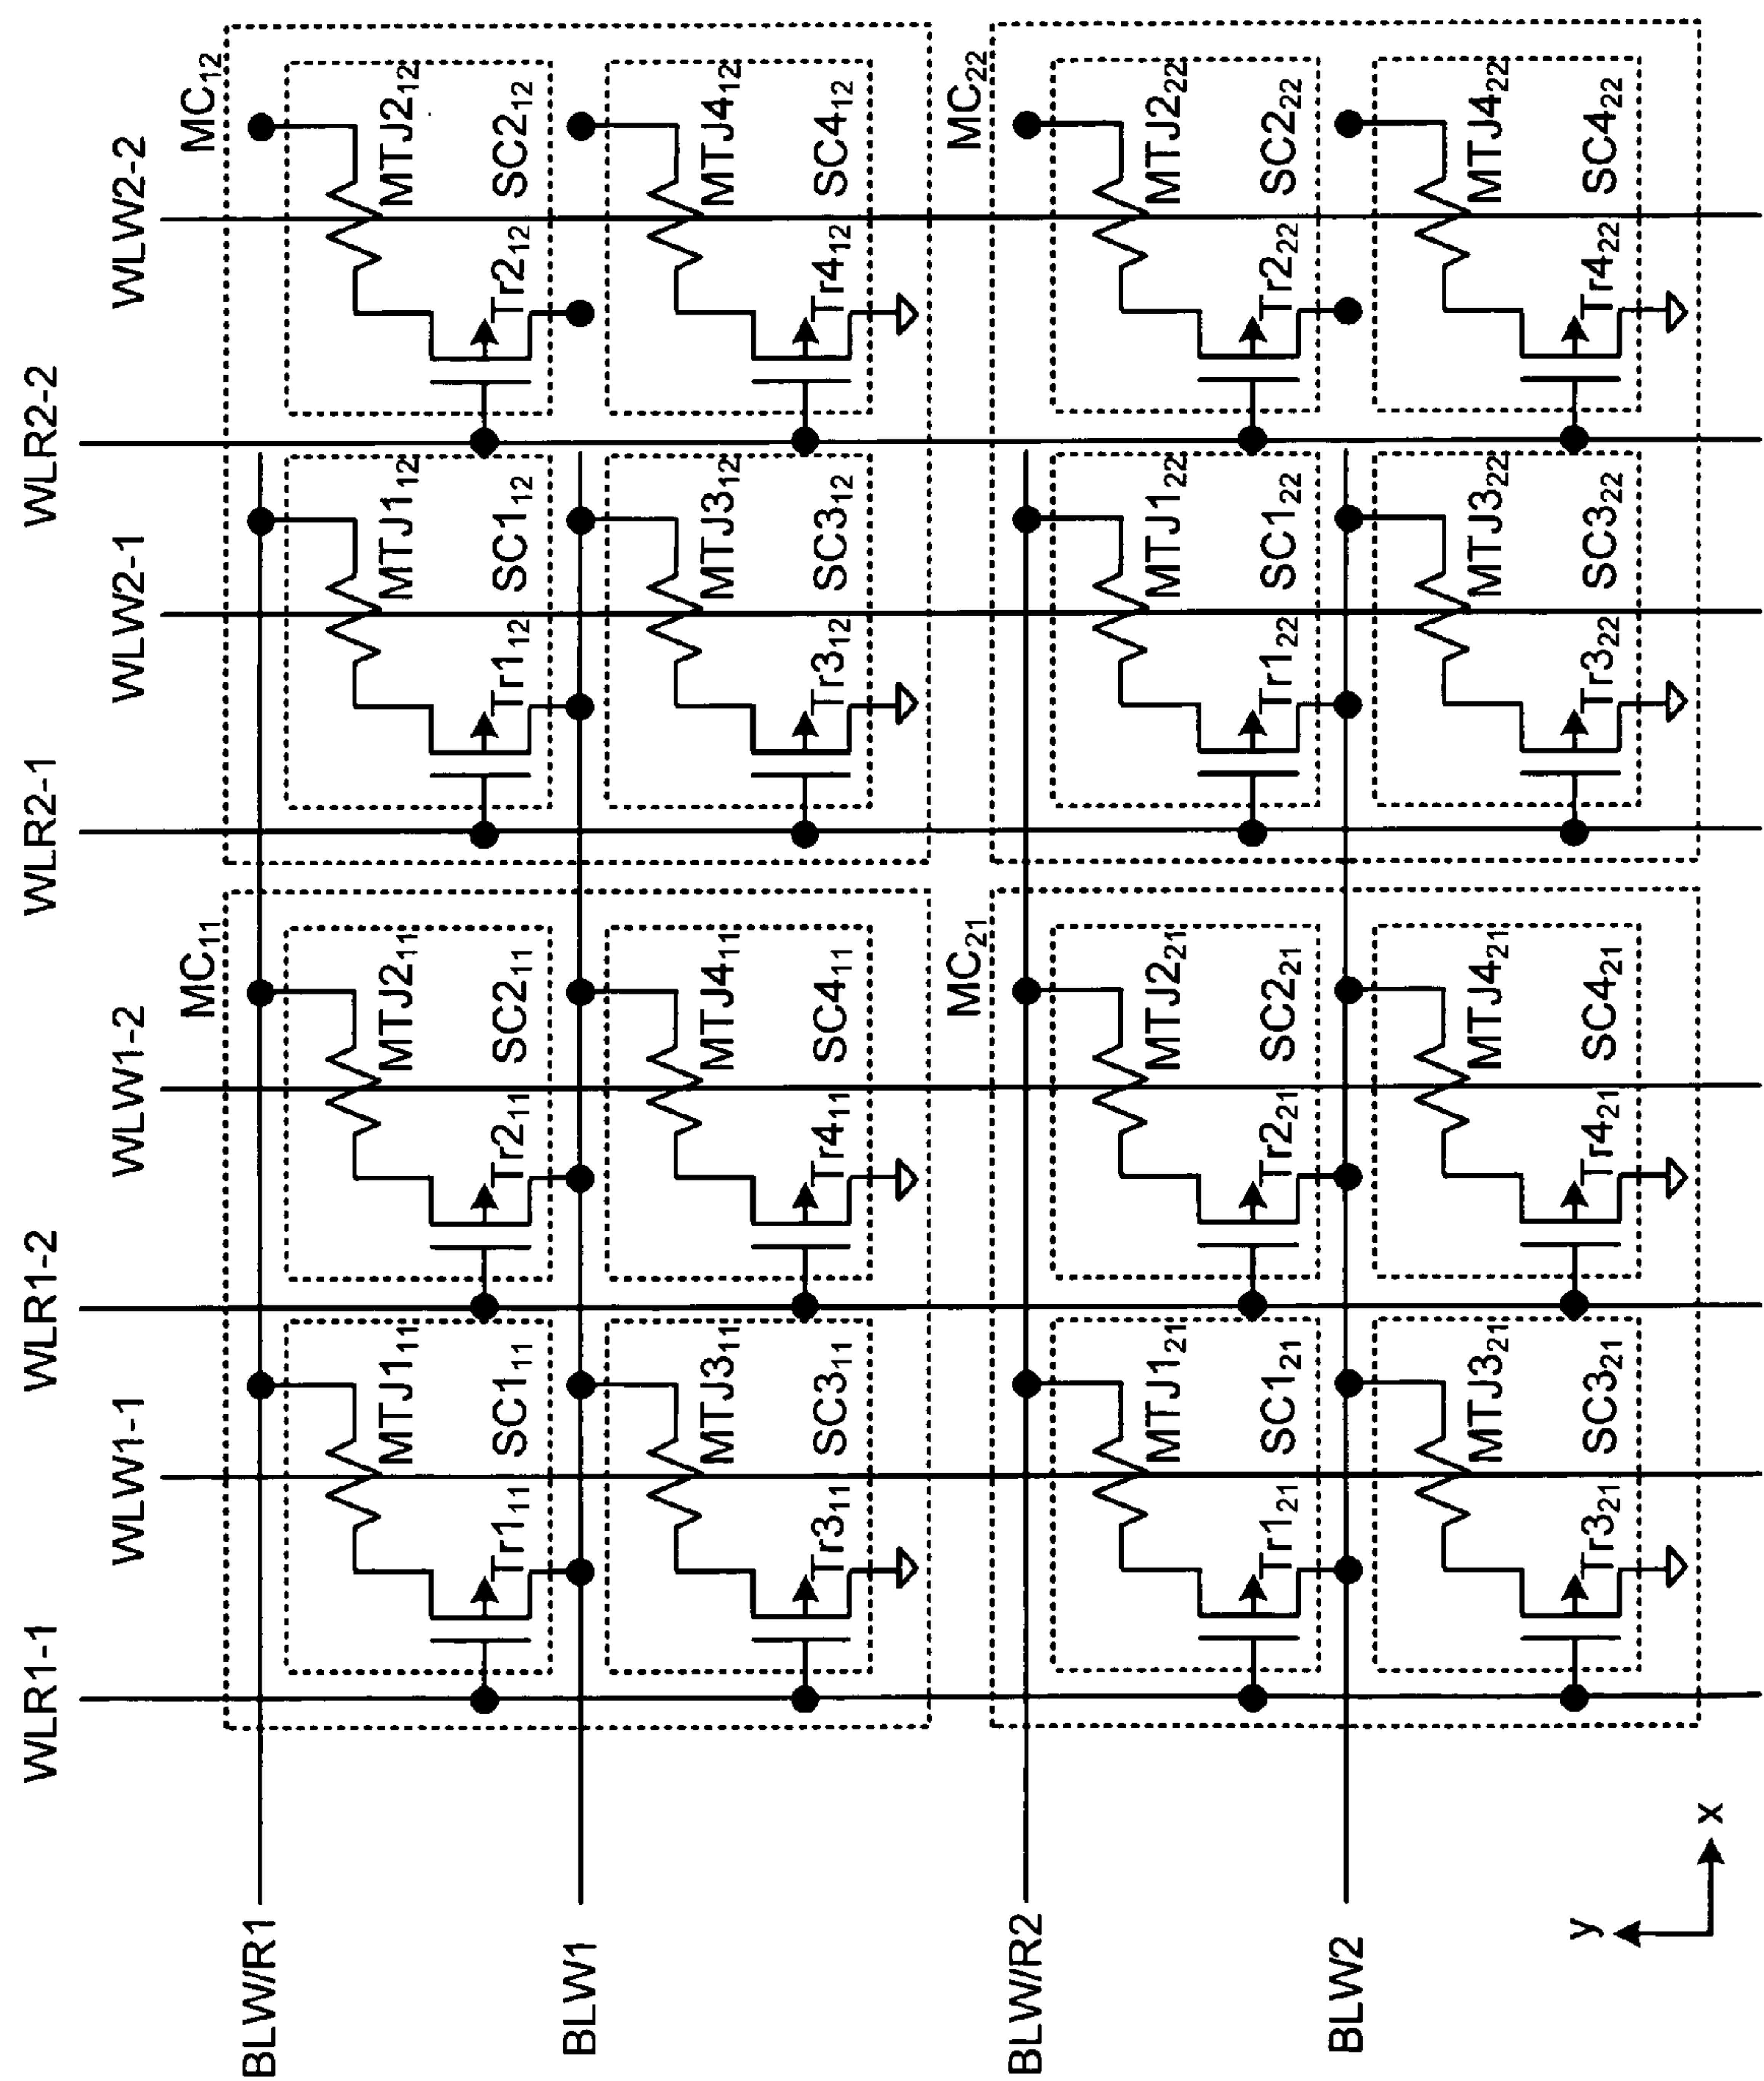 WLR1-1
WLR1-2
WLR2-1
WLR2-2
WLW1-1
WLW1-2
WLW2-1
WLW2-2
BLW/R1
BLW1
BLW/R2
BLW2
MC11
MTJ1₁₁
Tr1₁₁
SC1₁₁
MTJ2₁₁
Tr2₁₁
SC2₁₁
MTJ3₁₁
Tr3₁₁
SC3₁₁
MTJ4₁₁
Tr4₁₁
SC4₁₁
MC₁₂
MTJ1₁₂
Tr1₁₂
SC1₁₂
MTJ2₁₂
Tr2₁₂
SC2₁₂
MTJ3₁₂
Tr3₁₂
SC3₁₂
MTJ4₁₂
Tr4₁₂
SC4₁₂
MC₂₁
MTJ1₂₁
Tr1₂₁
SC1₂₁
MTJ2₂₁
Tr2₂₁
SC2₂₁
MTJ3₂₁
Tr3₂₁
SC3₂₁
MTJ4₂₁
Tr4₂₁
SC4₂₁
MC₂₂
MTJ1₂₂
Tr1₂₂
SC1₂₂
MTJ2₂₂
Tr2₂₂
SC2₂₂
MTJ3₂₂
Tr3₂₂
SC3₂₂
MTJ4₂₂
Tr4₂₂
SC4₂₂
y
x